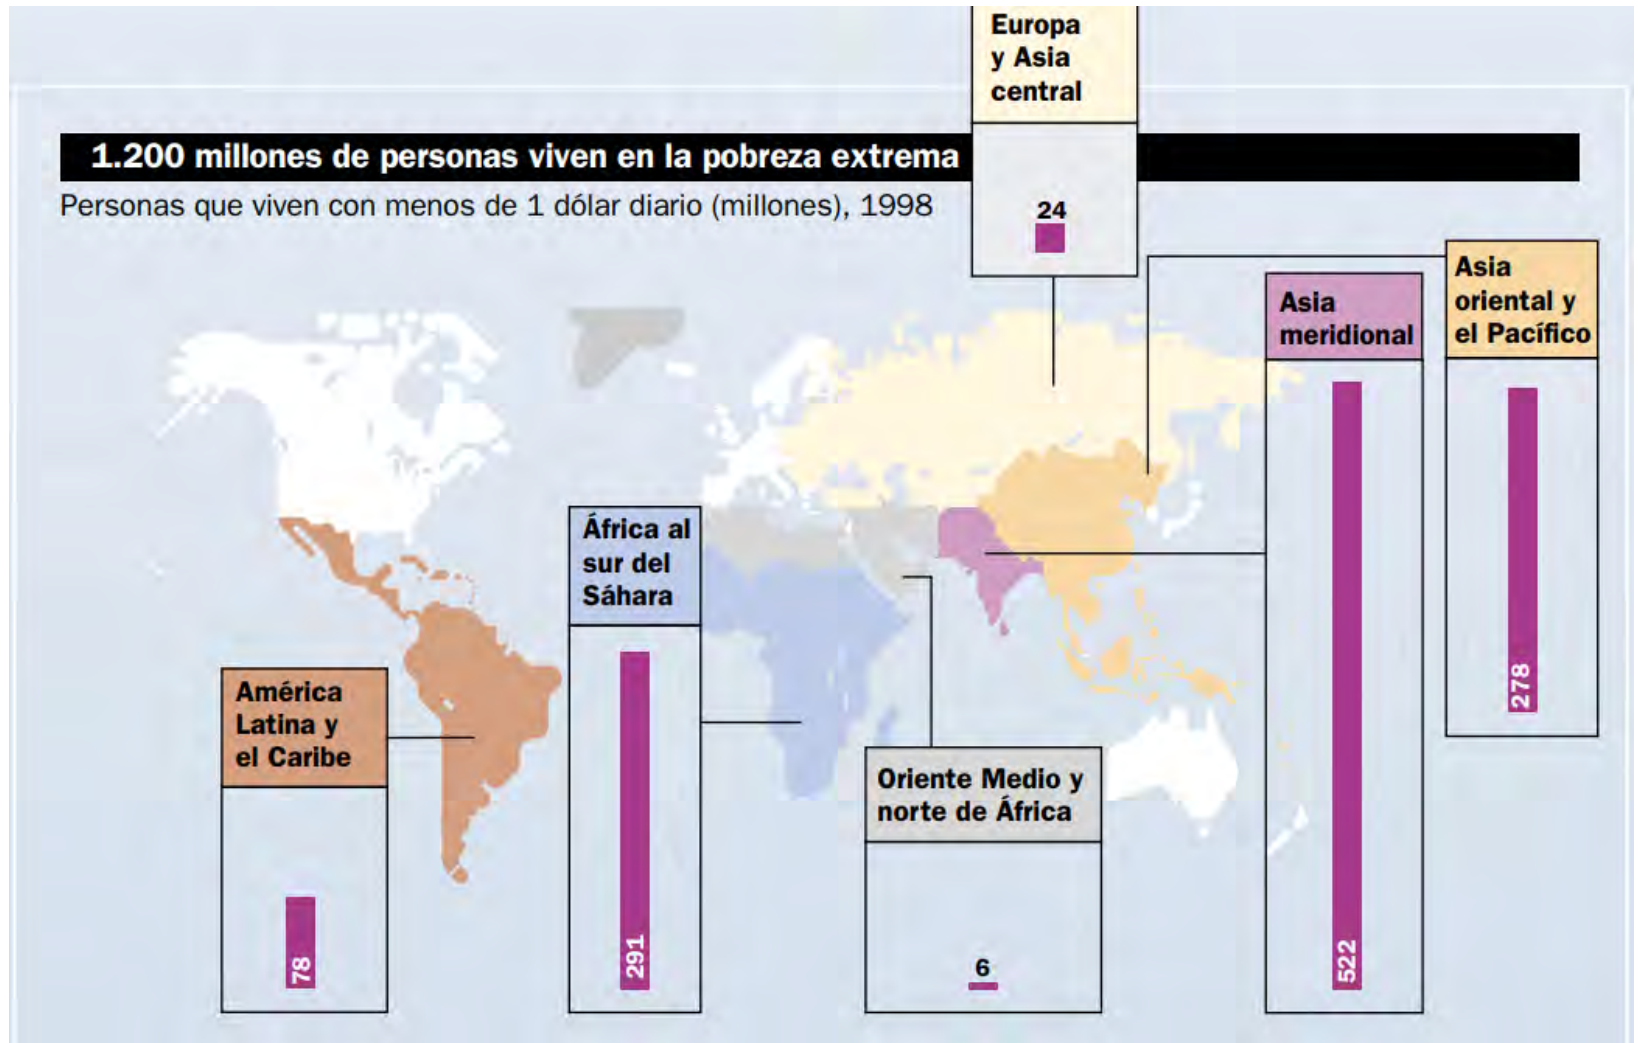 Europa
y Asia
central
1.200 millones de personas viven en la pobreza extrema
Personas que viven con menos de 1 dólar diario (millones), 1998
24
Asia
oriental y
el Pacífico
Asia
meridional
África al
sur del
Sáhara
América
Latina y
el Caribe
Oriente Medio y
norte de África
278
78
291
6
522